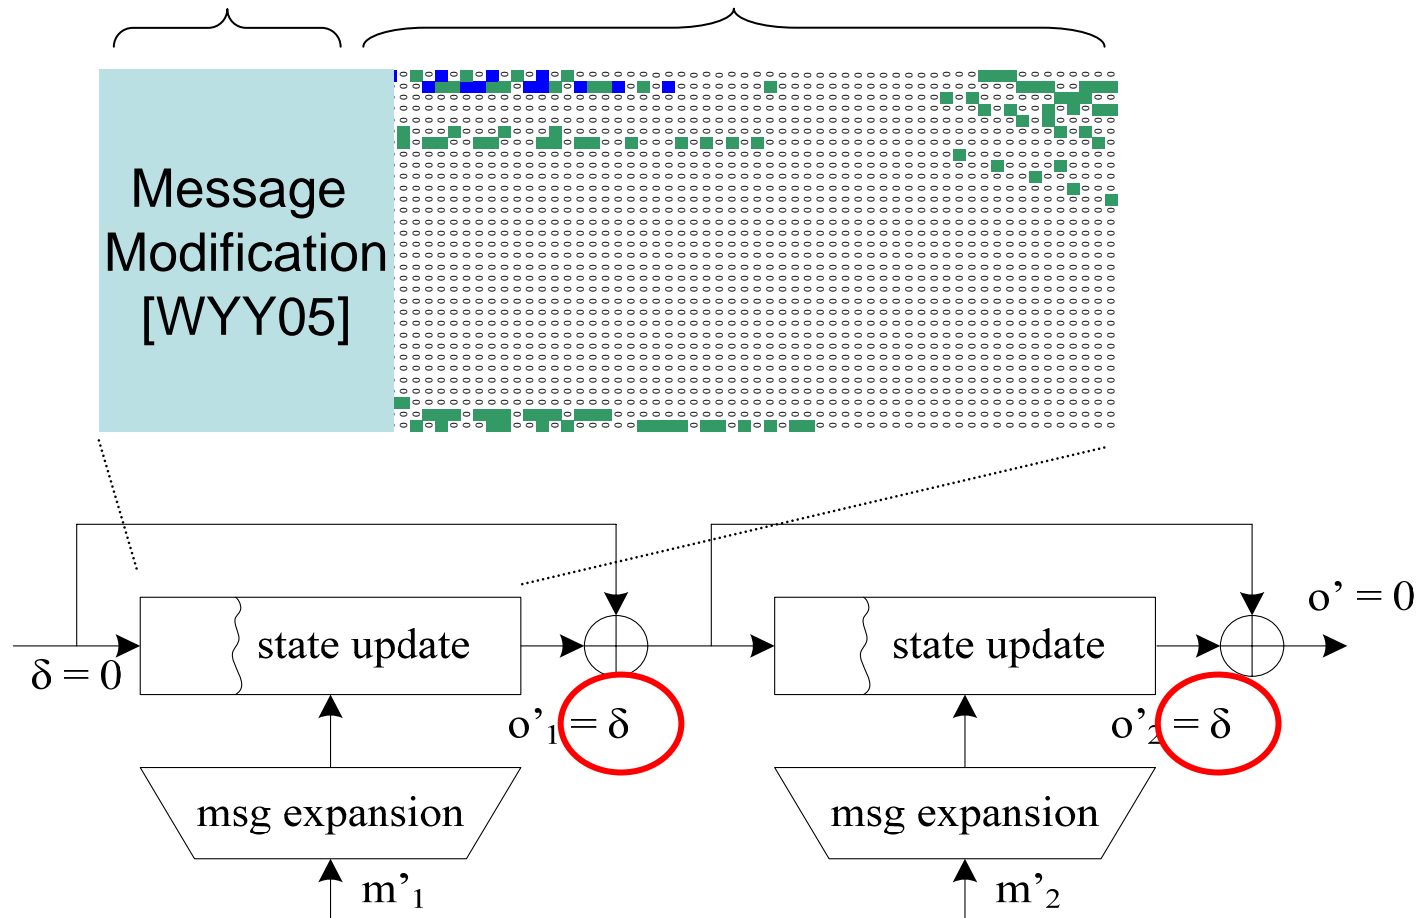 Message
Modification
[WYY05]
δ = 0
state update
o'₁ = δ
state update
o'₂ = δ
o' = 0
msg expansion
msg expansion
m'₁
m'₂